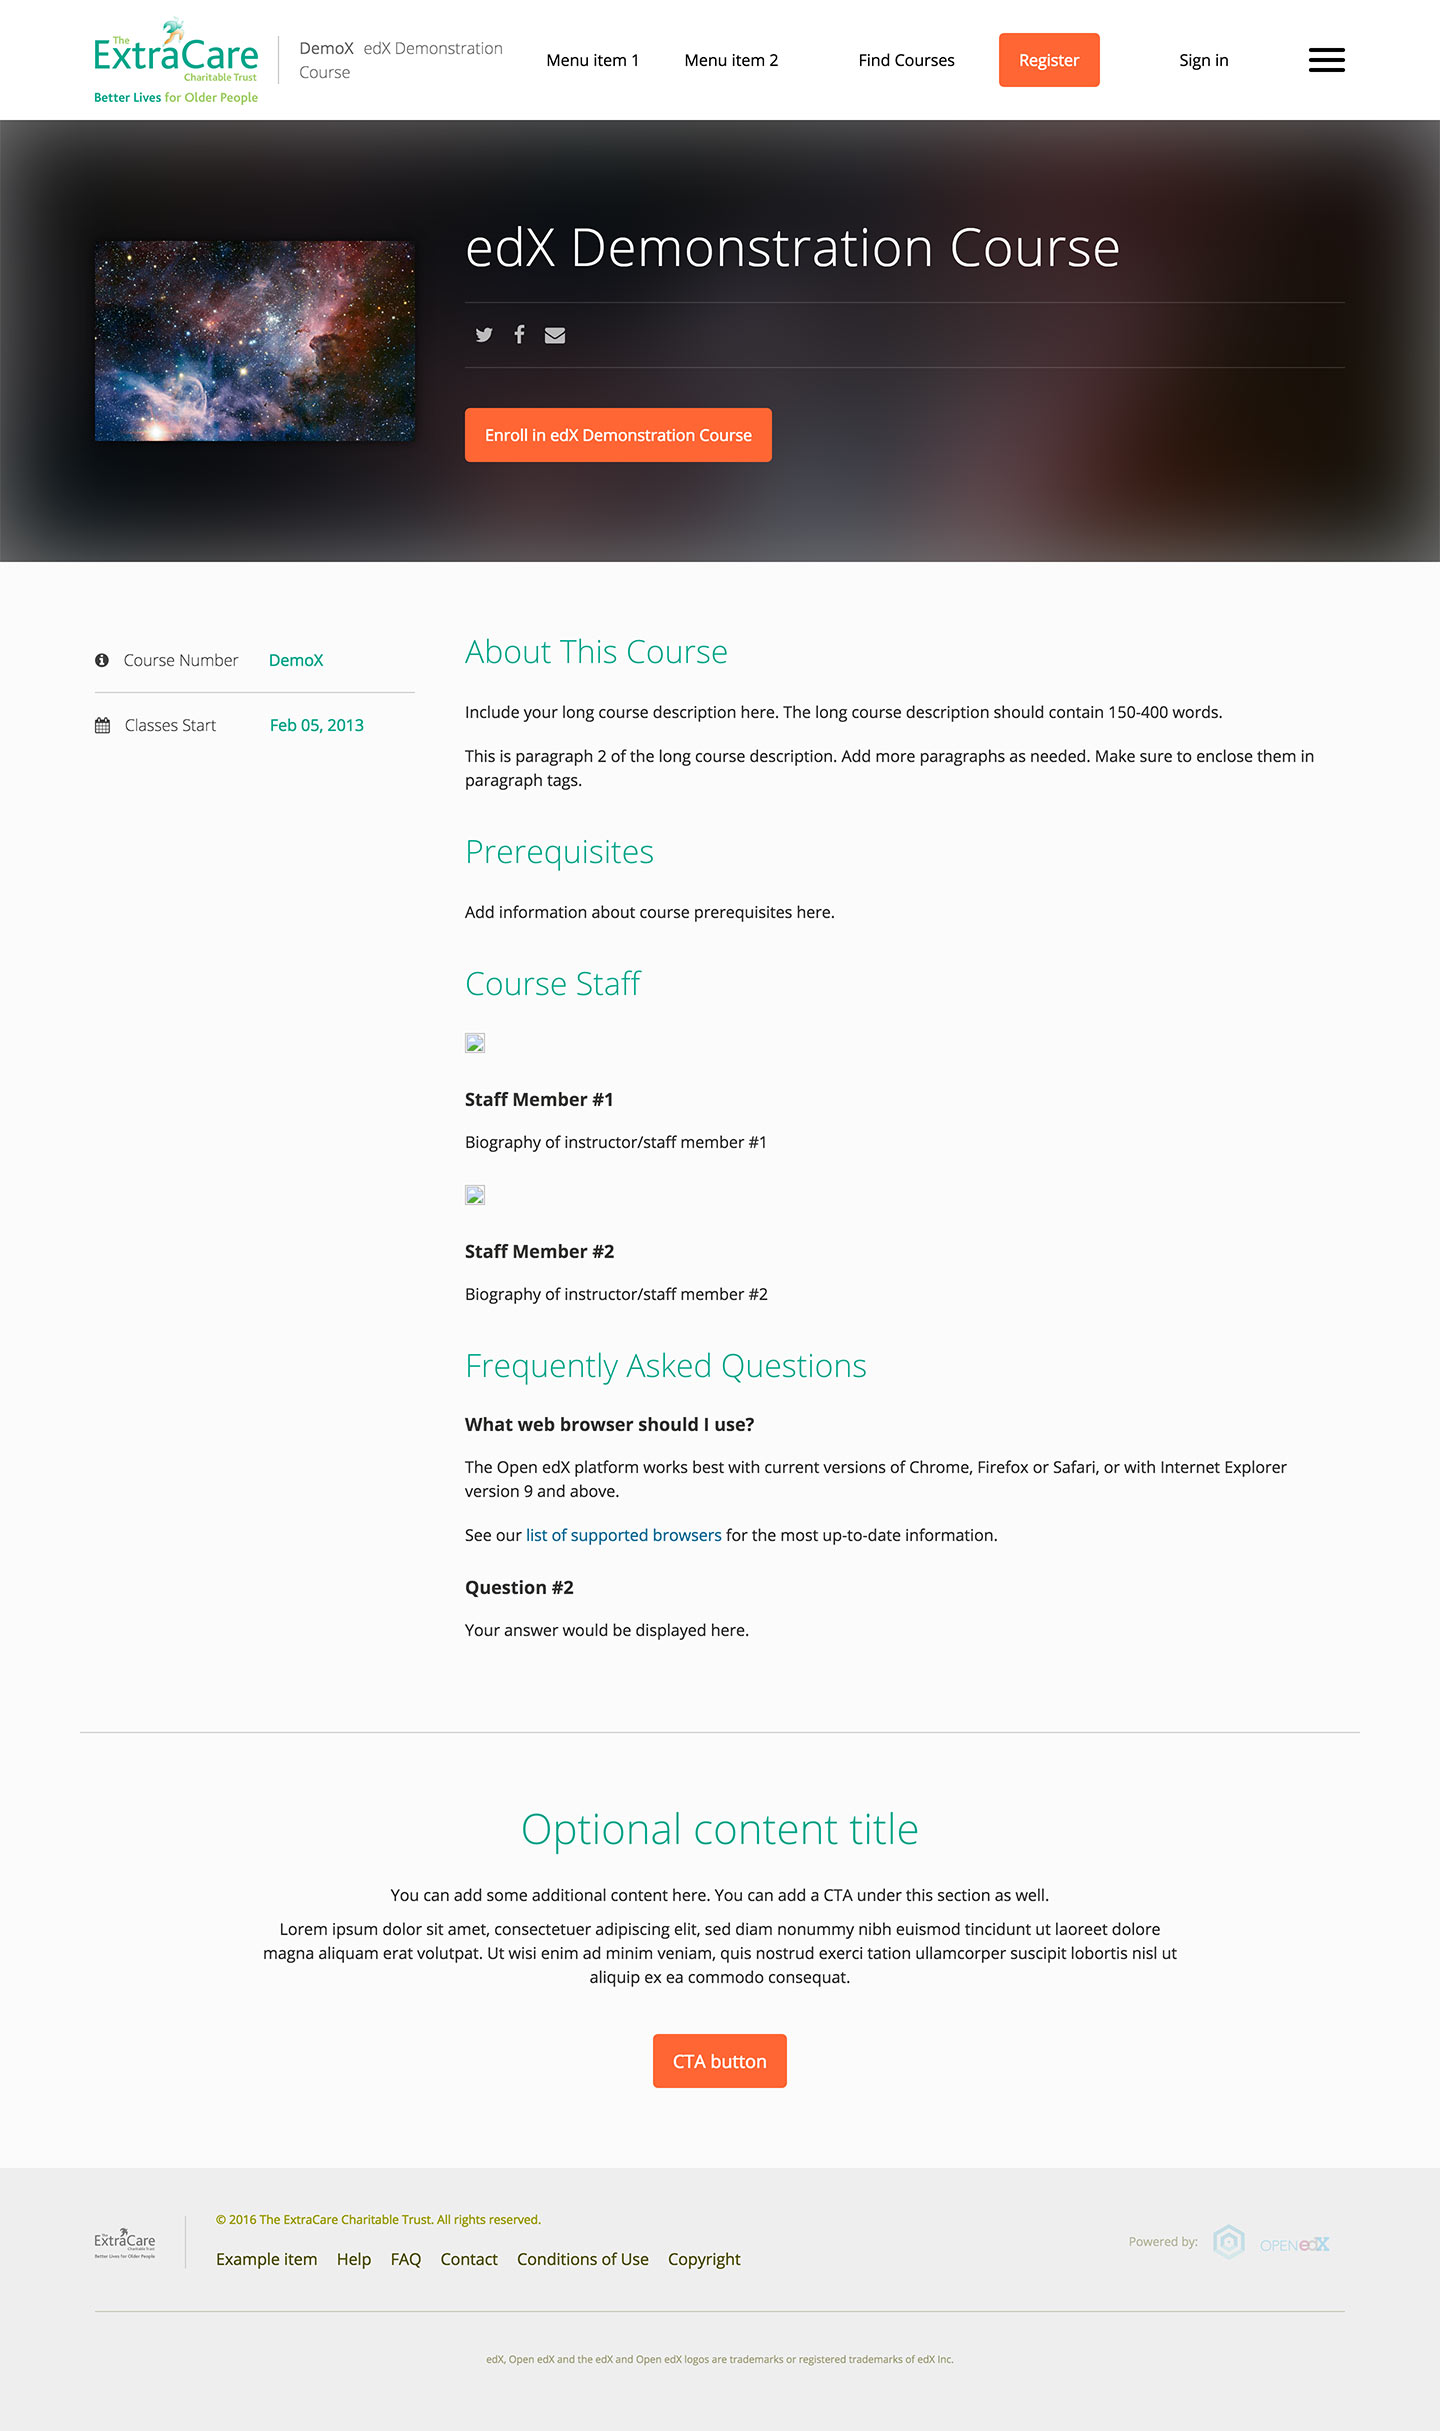 The
ExtraCare
Charitable Trust
Better Lives for Older People
DemoX edX Demonstration
Course
Menu item 1
Menu item 2
Find Courses
Register
Sign in
edX Demonstration Course
Enroll in edX Demonstration Course
Course Number DemoX
Classes Start Feb 05, 2013
About This Course
Include your long course description here. The long course description should contain 150-400 words.
This is paragraph 2 of the long course description. Add more paragraphs as needed. Make sure to enclose them in
paragraph tags.
Prerequisites
Add information about course prerequisites here.
Course Staff
Staff Member #1
Biography of instructor/staff member #1
Staff Member #2
Biography of instructor/staff member #2
Frequently Asked Questions
What web browser should I use?
The Open edX platform works best with current versions of Chrome, Firefox or Safari, or with Internet Explorer
version 9 and above.
See our list of supported browsers for the most up-to-date information.
Question #2
Your answer would be displayed here.
Optional content title
You can add some additional content here. You can add a CTA under this section as well.
Lorem ipsum dolor sit amet, consectetuer adipiscing elit, sed diam nonummy nibh euismod tincidunt ut laoreet dolore
magna aliquam erat volutpat. Ut wisi enim ad minim veniam, quis nostrud exerci tation ullamcorper suscipit lobortis nisl ut
aliquip ex ea commodo consequat.
CTA button
The
ExtraCare
Charitable Trust
Better Lives for Older People
© 2016 The ExtraCare Charitable Trust. All rights reserved.
Example item Help FAQ Contact Conditions of Use Copyright
Powered by:
OPEN edX
edX, Open edX and the edX and Open edX logos are trademarks or registered trademarks of edX Inc.